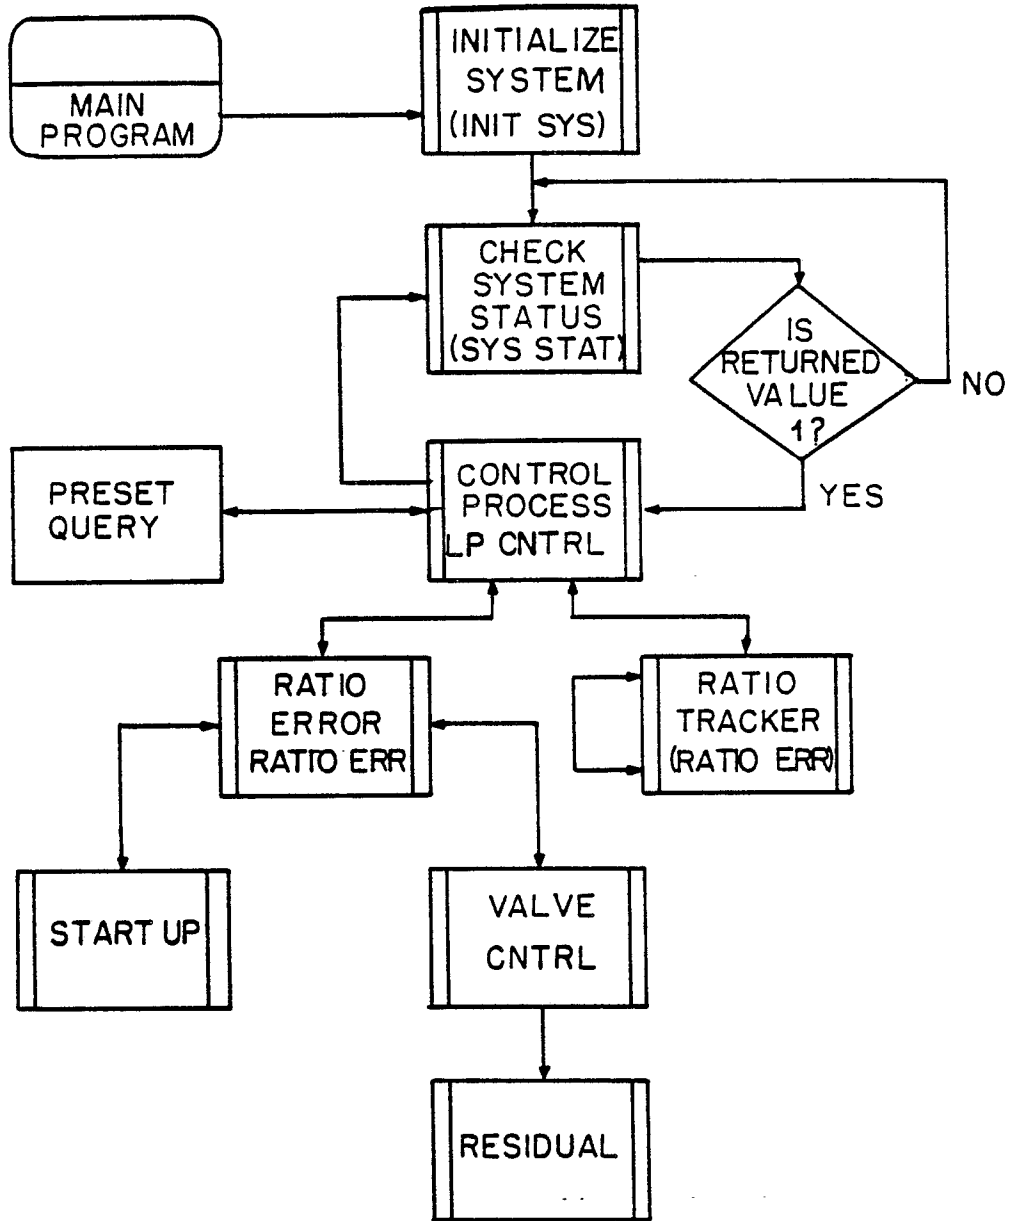 MAIN
PROGRAM
INITIALIZE
SYSTEM
(INIT SYS)
CHECK
SYSTEM
STATUS
(SYS STAT)
IS
RETURNED
VALUE
1?
NO
YES
PRESET
QUERY
CONTROL
PROCESS
LP CNTRL
RATIO
ERROR
RATIO ERR
RATIO
TRACKER
(RATIO ERR)
START UP
VALVE
CNTRL
RESIDUAL